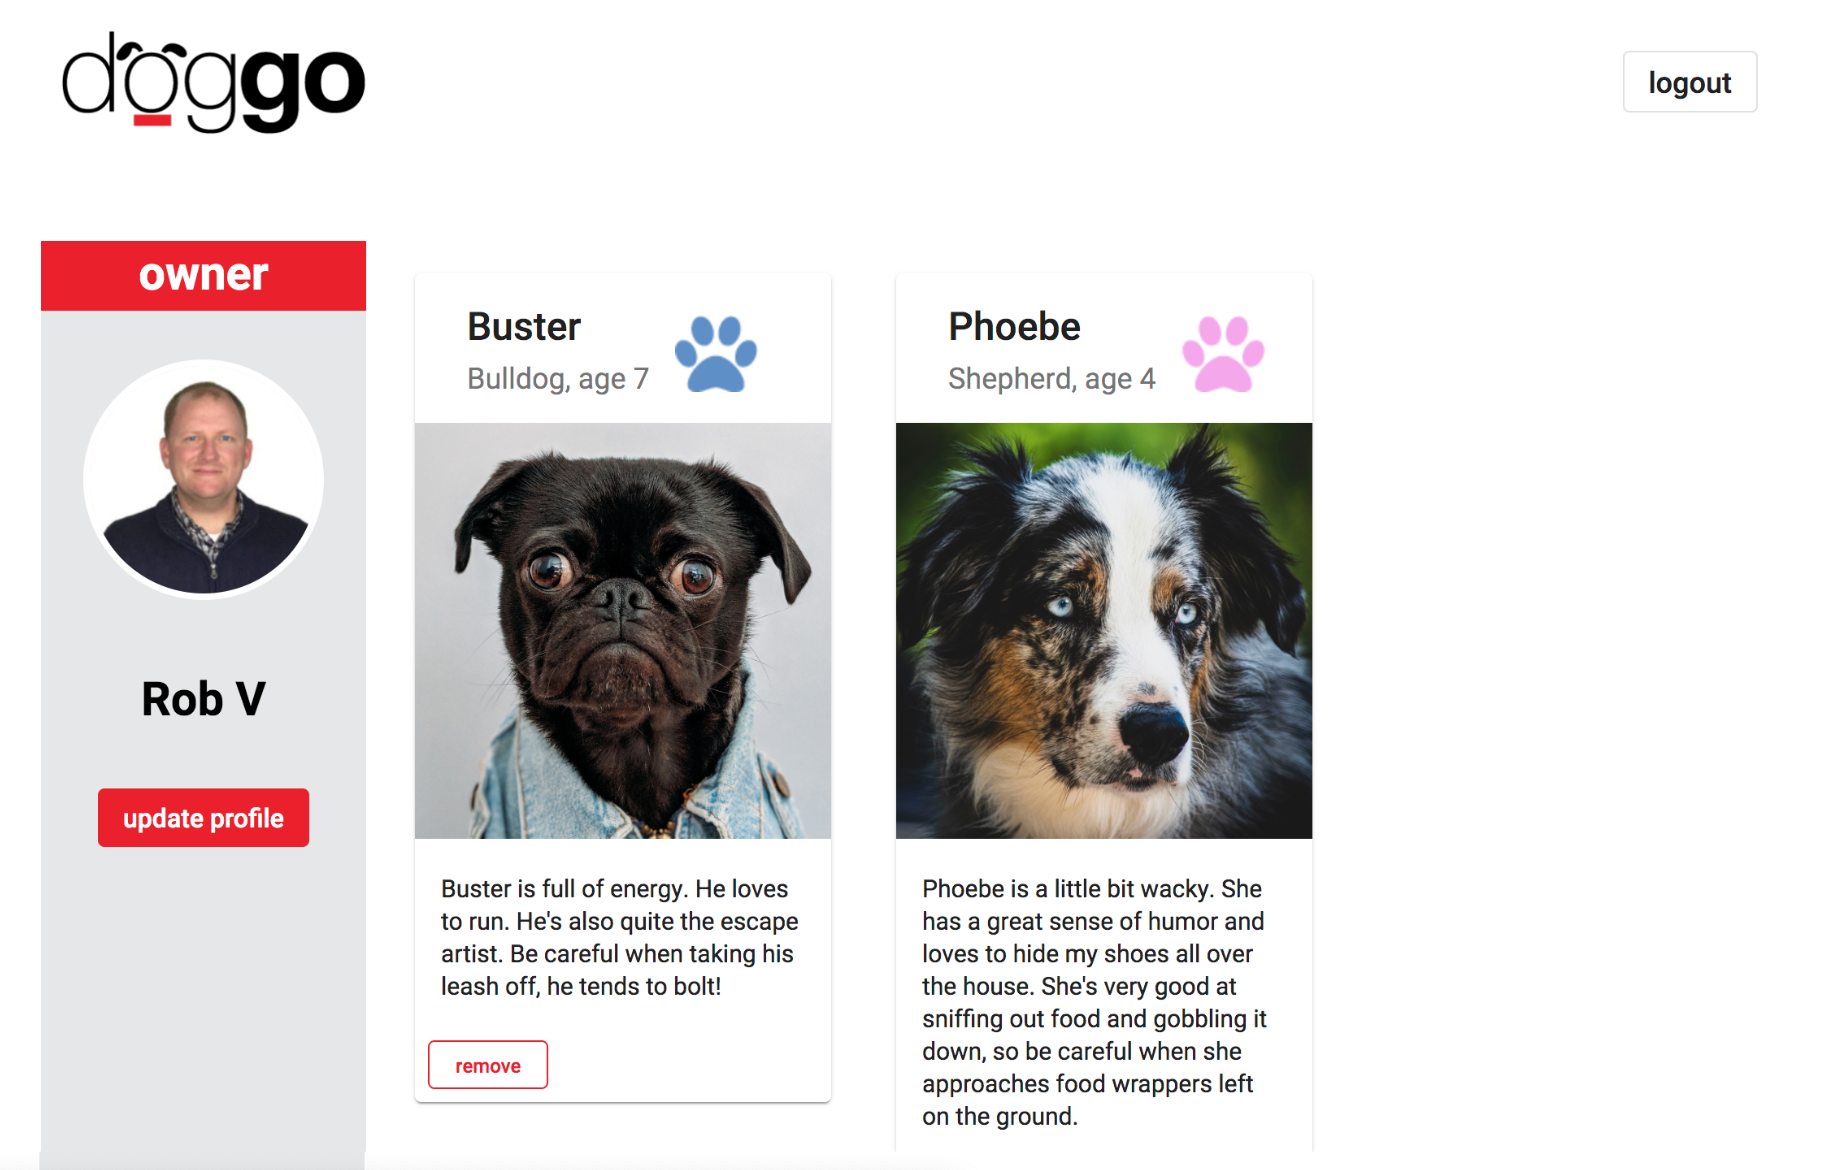 doggo
logout
owner
Rob V
update profile
Buster
Bulldog, age 7
Buster is full of energy. He loves
to run. He's also quite the escape
artist. Be careful when taking his
leash off, he tends to bolt!
remove
Phoebe
Shepherd, age 4
Phoebe is a little bit wacky. She
has a great sense of humor and
loves to hide my shoes all over
the house. She's very good at
sniffing out food and gobbling it
down, so be careful when she
approaches food wrappers left
on the ground.